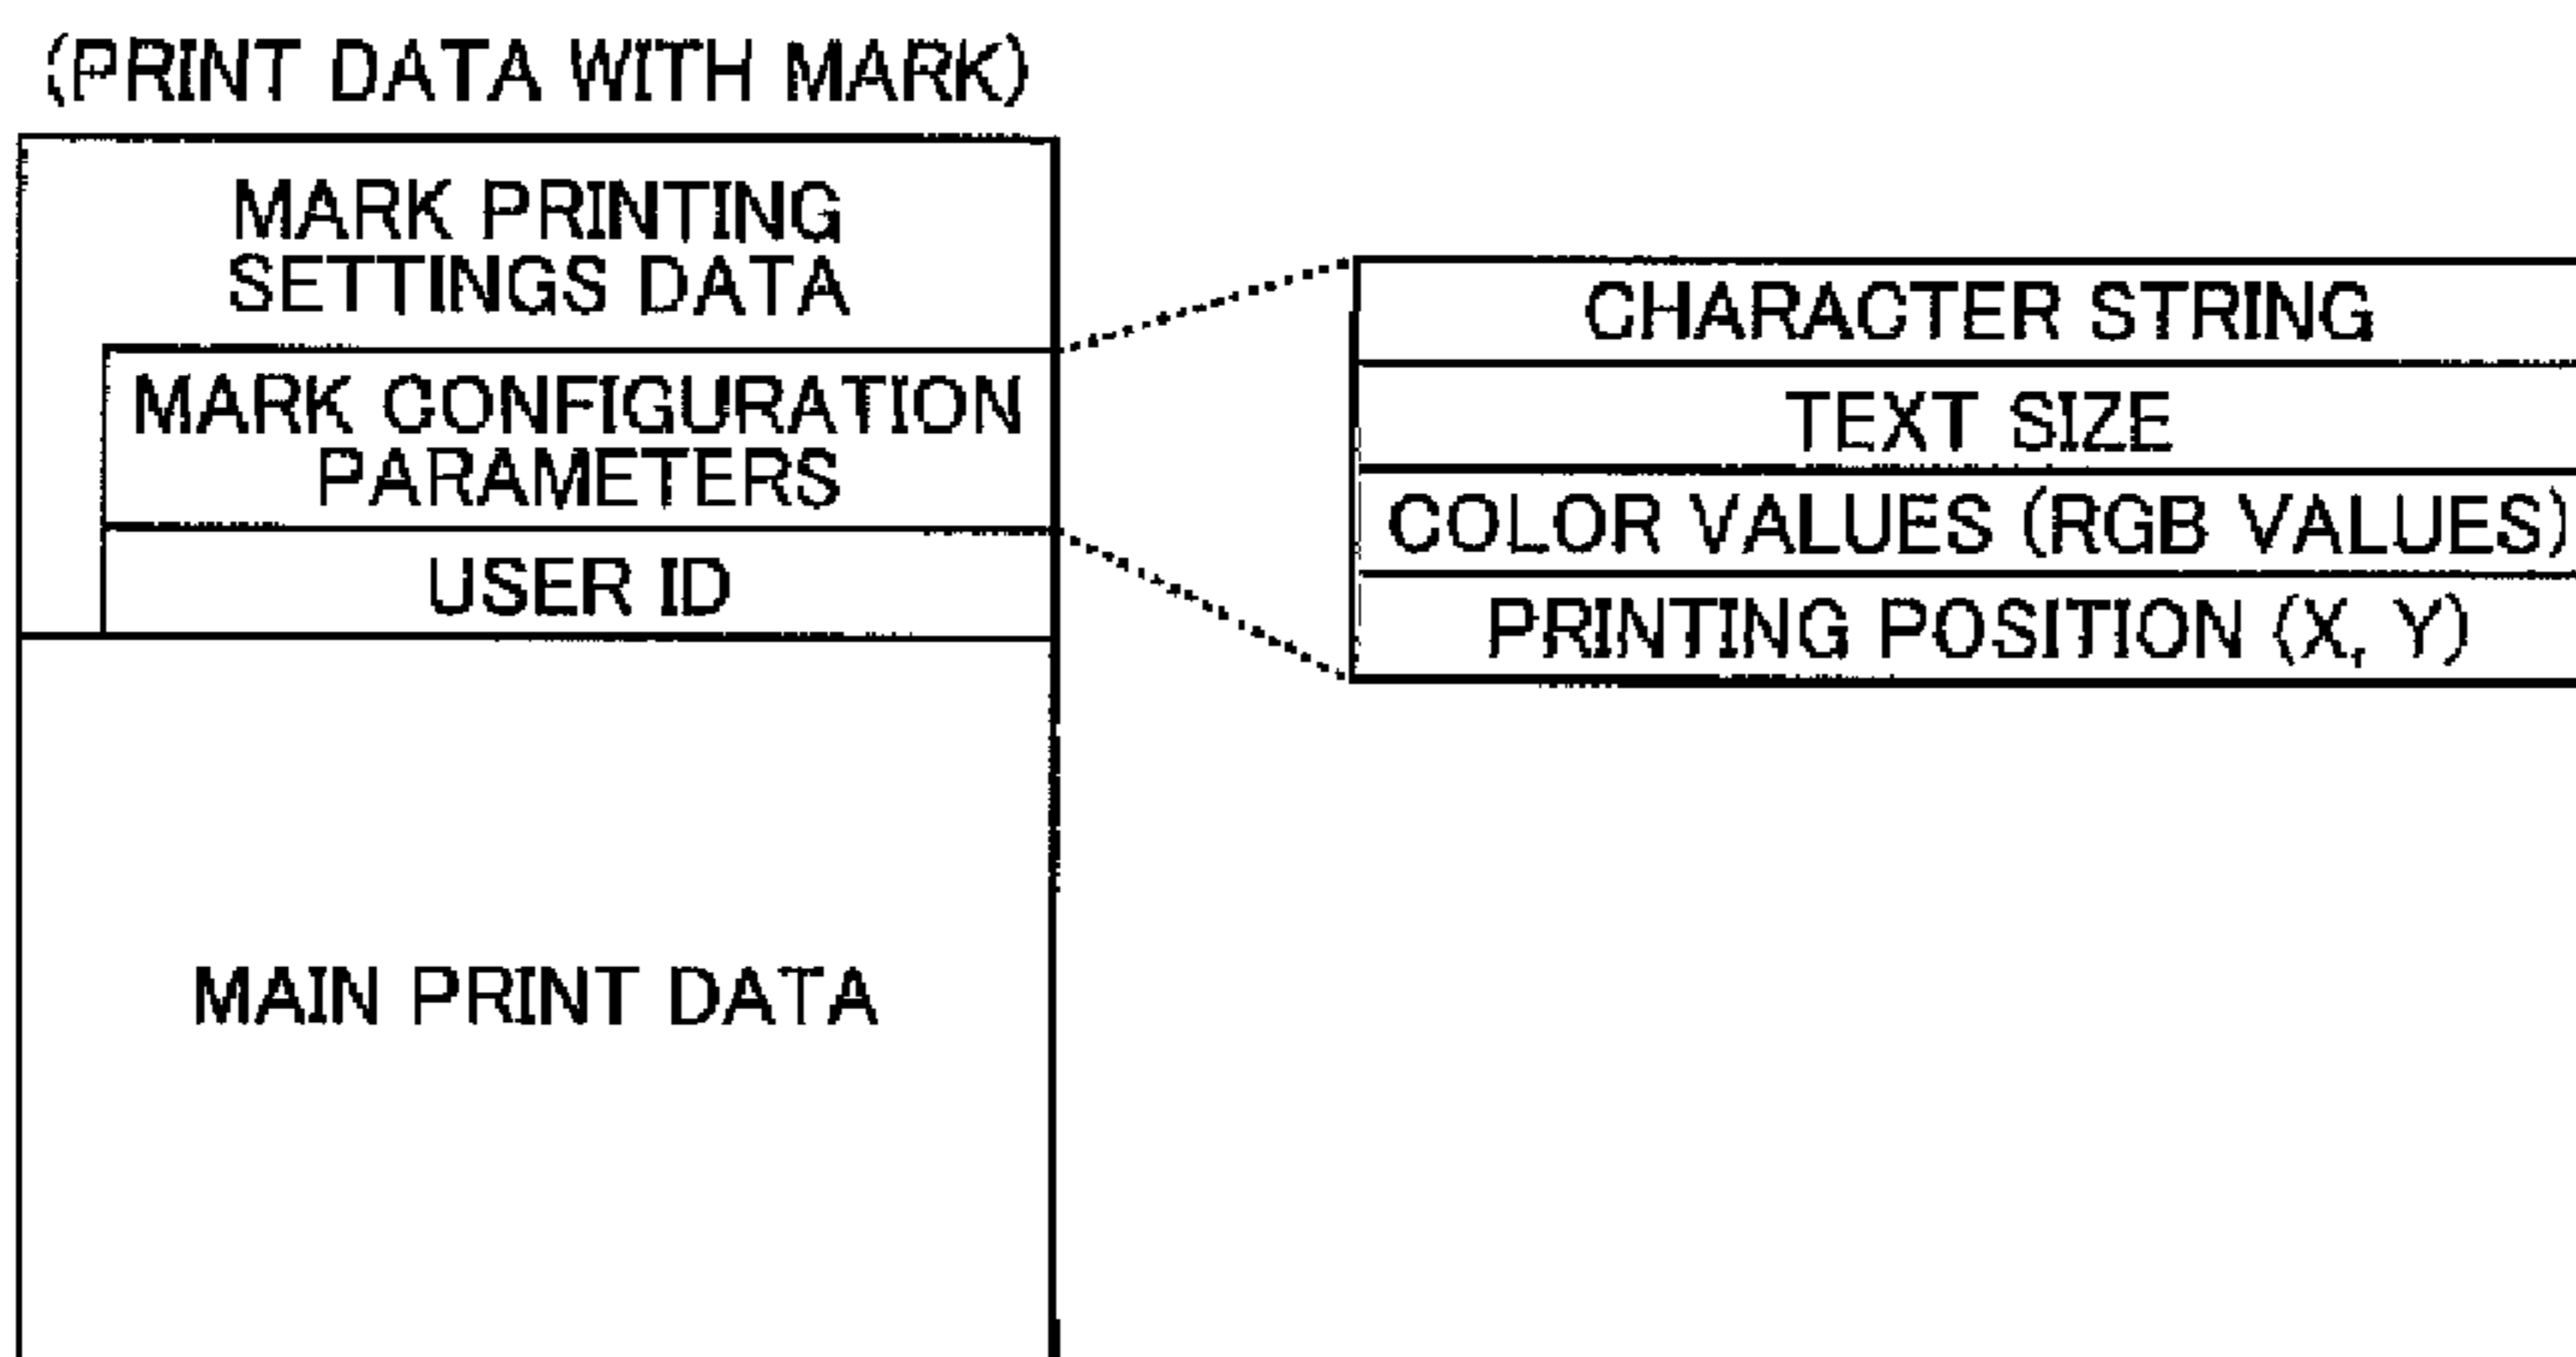 (PRINT DATA WITH MARK)
MARK PRINTING
SETTINGS DATA
MARK CONFIGURATION
PARAMETERS
USER ID
MAIN PRINT DATA
CHARACTER STRING
TEXT SIZE
COLOR VALUES (RGB VALUES)
PRINTING POSITION (X, Y)